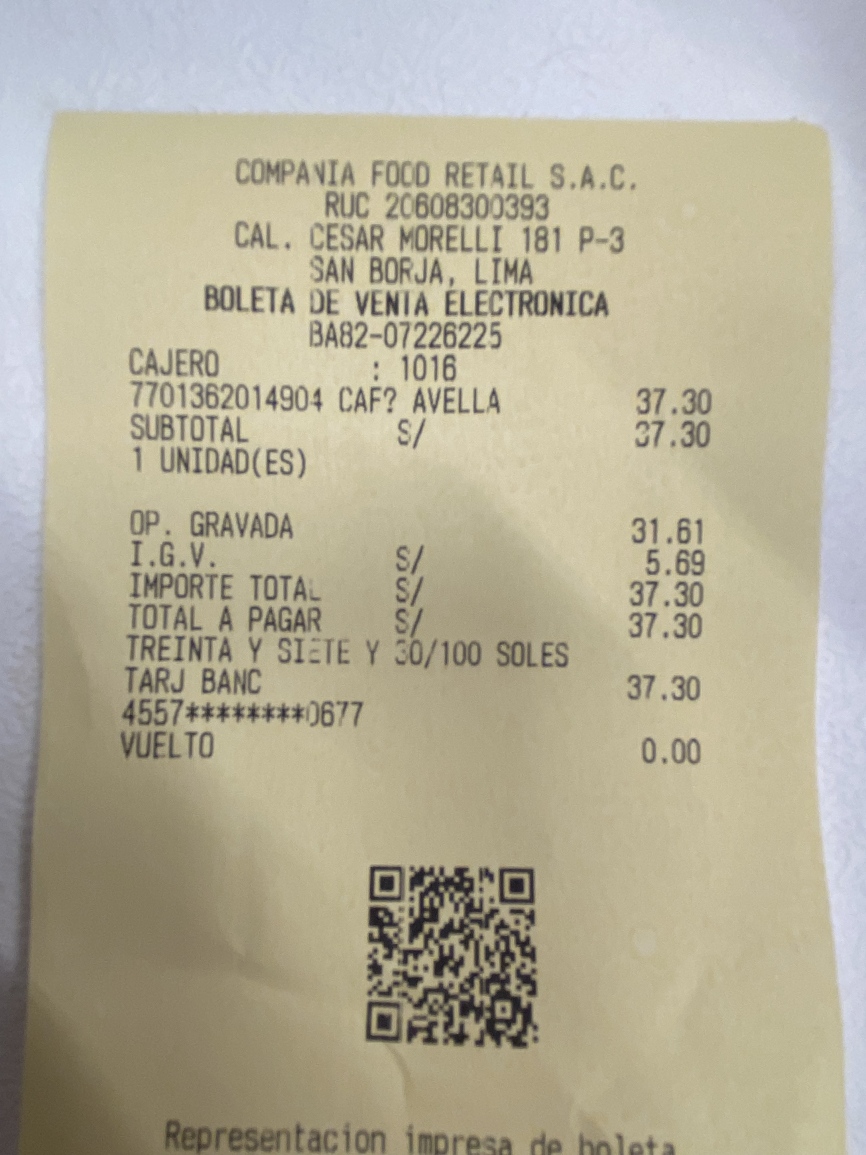 COMPANIA FOOD RETAIL S.A.C.
RUC 20608300393
CAL. CESAR MORELLI 181 P-3
SAN BORJA, LIMA
BOLETA DE VENTA ELECTRONICA
BA82-07226225
CAJERO : 1016
7701362014904 CAF? AVELLA 37.30
SUBTOTAL S/ 37.30
1 UNIDAD(ES)
OP. GRAVADA 31.61
I.G.V. S/ 5.69
IMPORTE TOTAL S/ 37.30
TOTAL A PAGAR S/ 37.30
TREINTA Y SIETE Y 30/100 SOLES
TARJ BANC 37.30
4557********0677
VUELTO 0.00
Representacion impresa de boleta